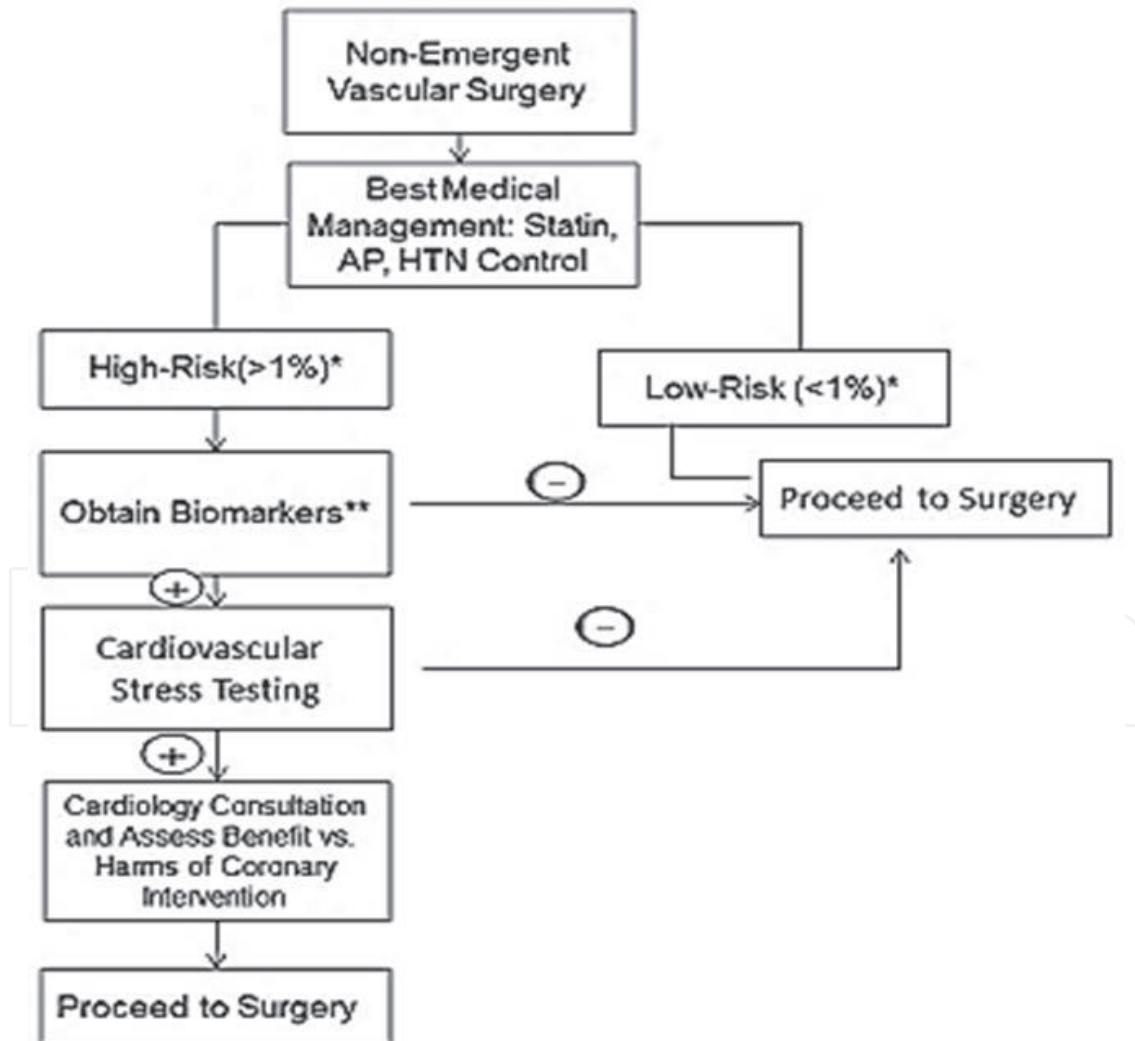 Non-Emergent
Vascular Surgery
Best Medical
Management: Statin,
AP, HTN Control
High-Risk(>1%)*
Low-Risk (<1%)*
Obtain Biomarkers**
−
Proceed to Surgery
+
Cardiovascular
Stress Testing
−
+
Cardiology Consultation
and Assess Benefit vs.
Harms of Coronary
Intervention
Proceed to Surgery